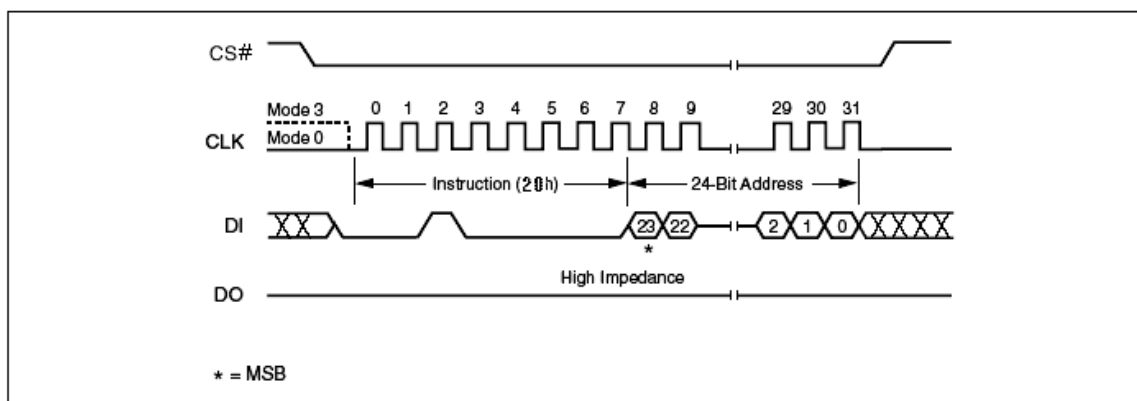 CS#
Mode 3
0 1 2 3 4 5 6 7 8 9 29 30 31
CLK
Mode 0
Instruction (20h)
24-Bit Address
DI
23 22 2 1 0
*
High Impedance
DO
* = MSB